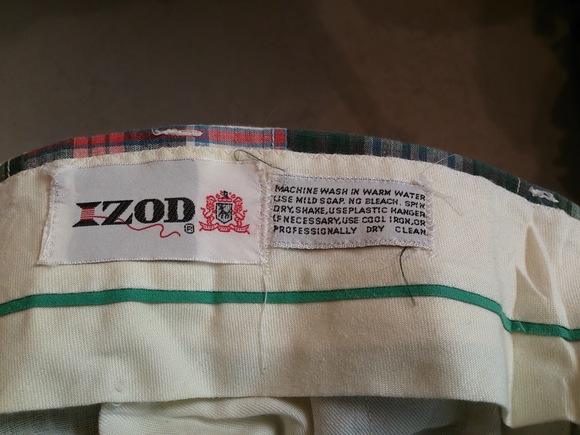 IZOD ®
MACHINE WASH IN WARM WATER
USE MILD SOAP. NO BLEACH. SPIN
DRY, SHAKE, USE PLASTIC HANGER.
IF NECESSARY, USE COOL IRON, OR
PROFESSIONALLY DRY CLEAN.